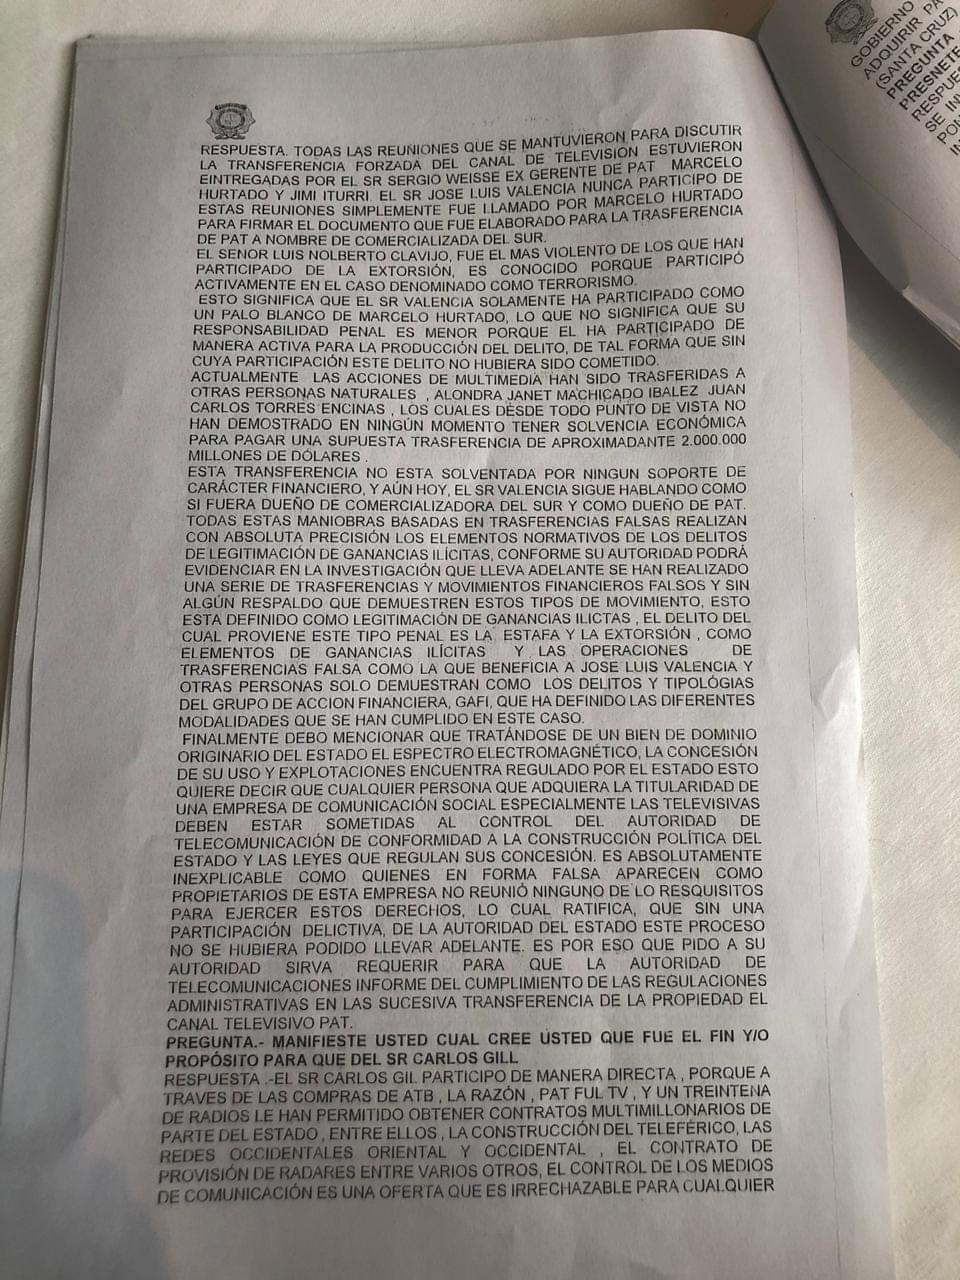 RESPUESTA. TODAS LAS REUNIONES QUE SE MANTUVIERON PARA DISCUTIR
LA TRANSFERENCIA FORZADA DEL CANAL DE TELEVISIÓN ESTUVIERON
EINTREGADAS POR EL SR SERGIO WEISSE EX GERENTE DE PAT MARCELO
HURTADO Y JIMI ITURRI. EL SR JOSE LUIS VALENCIA NUNCA PARTICIPO DE
ESTAS REUNIONES SIMPLEMENTE FUE LLAMADO POR MARCELO HURTADO
PARA FIRMAR EL DOCUMENTO QUE FUE ELABORADO PARA LA TRASFERENCIA
DE PAT A NOMBRE DE COMERCIALIZADA DEL SUR.
EL SENOR LUIS NOLBERTO CLAVIJO, FUE EL MAS VIOLENTO DE LOS QUE HAN
PARTICIPADO DE LA EXTORSIÓN, ES CONOCIDO PORQUE PARTICIPÓ
ACTIVAMENTE EN EL CASO DENOMINADO COMO TERRORISMO.
ESTO SIGNIFICA QUE EL SR VALENCIA SOLAMENTE HA PARTICIPADO COMO
UN PALO BLANCO DE MARCELO HURTADO, LO QUE NO SIGNIFICA QUE SU
RESPONSABILIDAD PENAL ES MENOR PORQUE EL HA PARTICIPADO DE
MANERA ACTIVA PARA LA PRODUCCIÓN DEL DELITO, DE TAL FORMA QUE SIN
CUYA PARTICIPACIÓN ESTE DELITO NO HUBIERA SIDO COMETIDO.
ACTUALMENTE LAS ACCIONES DE MULTIMEDIA HAN SIDO TRASFERIDAS A
OTRAS PERSONAS NATURALES , ALONDRA JANET MACHICADO IBALEZ JUAN
CARLOS TORRES ENCINAS , LOS CUALES DESDE TODO PUNTO DE VISTA NO
HAN DEMOSTRADO EN NINGÚN MOMENTO TENER SOLVENCIA ECONÓMICA
PARA PAGAR UNA SUPUESTA TRASFERENCIA DE APROXIMADANTE 2.000.000
MILLONES DE DÓLARES .
ESTA TRANSFERENCIA NO ESTA SOLVENTADA POR NINGUN SOPORTE DE
CARÁCTER FINANCIERO, Y AÚN HOY, EL SR VALENCIA SIGUE HABLANDO COMO
SI FUERA DUEÑO DE COMERCIALIZADORA DEL SUR Y COMO DUEÑO DE PAT.
TODAS ESTAS MANIOBRAS BASADAS EN TRASFERENCIAS FALSAS REALIZAN
CON ABSOLUTA PRECISIÓN LOS ELEMENTOS NORMATIVOS DE LOS DELITOS
DE LEGITIMACIÓN DE GANANCIAS ILÍCITAS, CONFORME SU AUTORIDAD PODRÁ
EVIDENCIAR EN LA INVESTIGACIÓN QUE LLEVA ADELANTE SE HAN REALIZADO
UNA SERIE DE TRASFERENCIAS Y MOVIMIENTOS FINANCIEROS FALSOS Y SIN
ALGÚN RESPALDO QUE DEMUESTREN ESTOS TIPOS DE MOVIMIENTO, ESTO
ESTA DEFINIDO COMO LEGITIMACIÓN DE GANANCIAS ILICTAS , EL DELITO DEL
CUAL PROVIENE ESTE TIPO PENAL ES LA ESTAFA Y LA EXTORSIÓN , COMO
ELEMENTOS DE GANANCIAS ILÍCITAS Y LAS OPERACIONES DE
TRASFERENCIAS FALSA COMO LA QUE BENEFICIA A JOSE LUIS VALENCIA Y
OTRAS PERSONAS SOLO DEMUESTRAN COMO LOS DELITOS Y TIPOLÓGIAS
DEL GRUPO DE ACCION FINANCIERA, GAFI, QUE HA DEFINIDO LAS DIFERENTES
MODALIDADES QUE SE HAN CUMPLIDO EN ESTE CASO.
FINALMENTE DEBO MENCIONAR QUE TRATÁNDOSE DE UN BIEN DE DOMINIO
ORIGINARIO DEL ESTADO EL ESPECTRO ELECTROMAGNÉTICO, LA CONCESIÓN
DE SU USO Y EXPLOTACIONES ENCUENTRA REGULADO POR EL ESTADO ESTO
QUIERE DECIR QUE CUALQUIER PERSONA QUE ADQUIERA LA TITULARIDAD DE
UNA EMPRESA DE COMUNICACIÓN SOCIAL ESPECIALMENTE LAS TELEVISIVAS
DEBEN ESTAR SOMETIDAS AL CONTROL DEL AUTORIDAD DE
TELECOMUNICACIÓN DE CONFORMIDAD A LA CONSTRUCCIÓN POLÍTICA DEL
ESTADO Y LAS LEYES QUE REGULAN SUS CONCESIÓN. ES ABSOLUTAMENTE
INEXPLICABLE COMO QUIENES EN FORMA FALSA APARECEN COMO
PROPIETARIOS DE ESTA EMPRESA NO REUNIÓ NINGUNO DE LO RESQUISITOS
PARA EJERCER ESTOS DERECHOS, LO CUAL RATIFICA, QUE SIN UNA
PARTICIPACIÓN DELICTIVA, DE LA AUTORIDAD DEL ESTADO ESTE PROCESO
NO SE HUBIERA PODIDO LLEVAR ADELANTE. ES POR ESO QUE PIDO A SU
AUTORIDAD SIRVA REQUERIR PARA QUE LA AUTORIDAD DE
TELECOMUNICACIONES INFORME DEL CUMPLIMIENTO DE LAS REGULACIONES
ADMINISTRATIVAS EN LAS SUCESIVA TRANSFERENCIA DE LA PROPIEDAD EL
CANAL TELEVISIVO PAT.
PREGUNTA.- MANIFIESTE USTED CUAL CREE USTED QUE FUE EL FIN Y/O
PROPÓSITO PARA QUE DEL SR CARLOS GILL
RESPUESTA .-EL SR CARLOS GIL PARTICIPO DE MANERA DIRECTA , PORQUE A
TRAVES DE LAS COMPRAS DE ATB , LA RAZÓN , PAT FUL TV , Y UN TREINTENA
DE RADIOS LE HAN PERMITIDO OBTENER CONTRATOS MULTIMILLONARIOS DE
PARTE DEL ESTADO , ENTRE ELLOS , LA CONSTRUCCIÓN DEL TELEFÉRICO, LAS
REDES OCCIDENTALES ORIENTAL Y OCCIDENTAL , EL CONTRATO DE
PROVISIÓN DE RADARES ENTRE VARIOS OTROS, EL CONTROL DE LOS MEDIOS
DE COMUNICACIÓN ES UNA OFERTA QUE ES IRRECHAZABLE PARA CUALQUIER
GOBIERNO
ADQUIRIR PA
(SANTA CRUZ)
PREGUNTA
PRESNETE
RESPUE
SE IN
PON